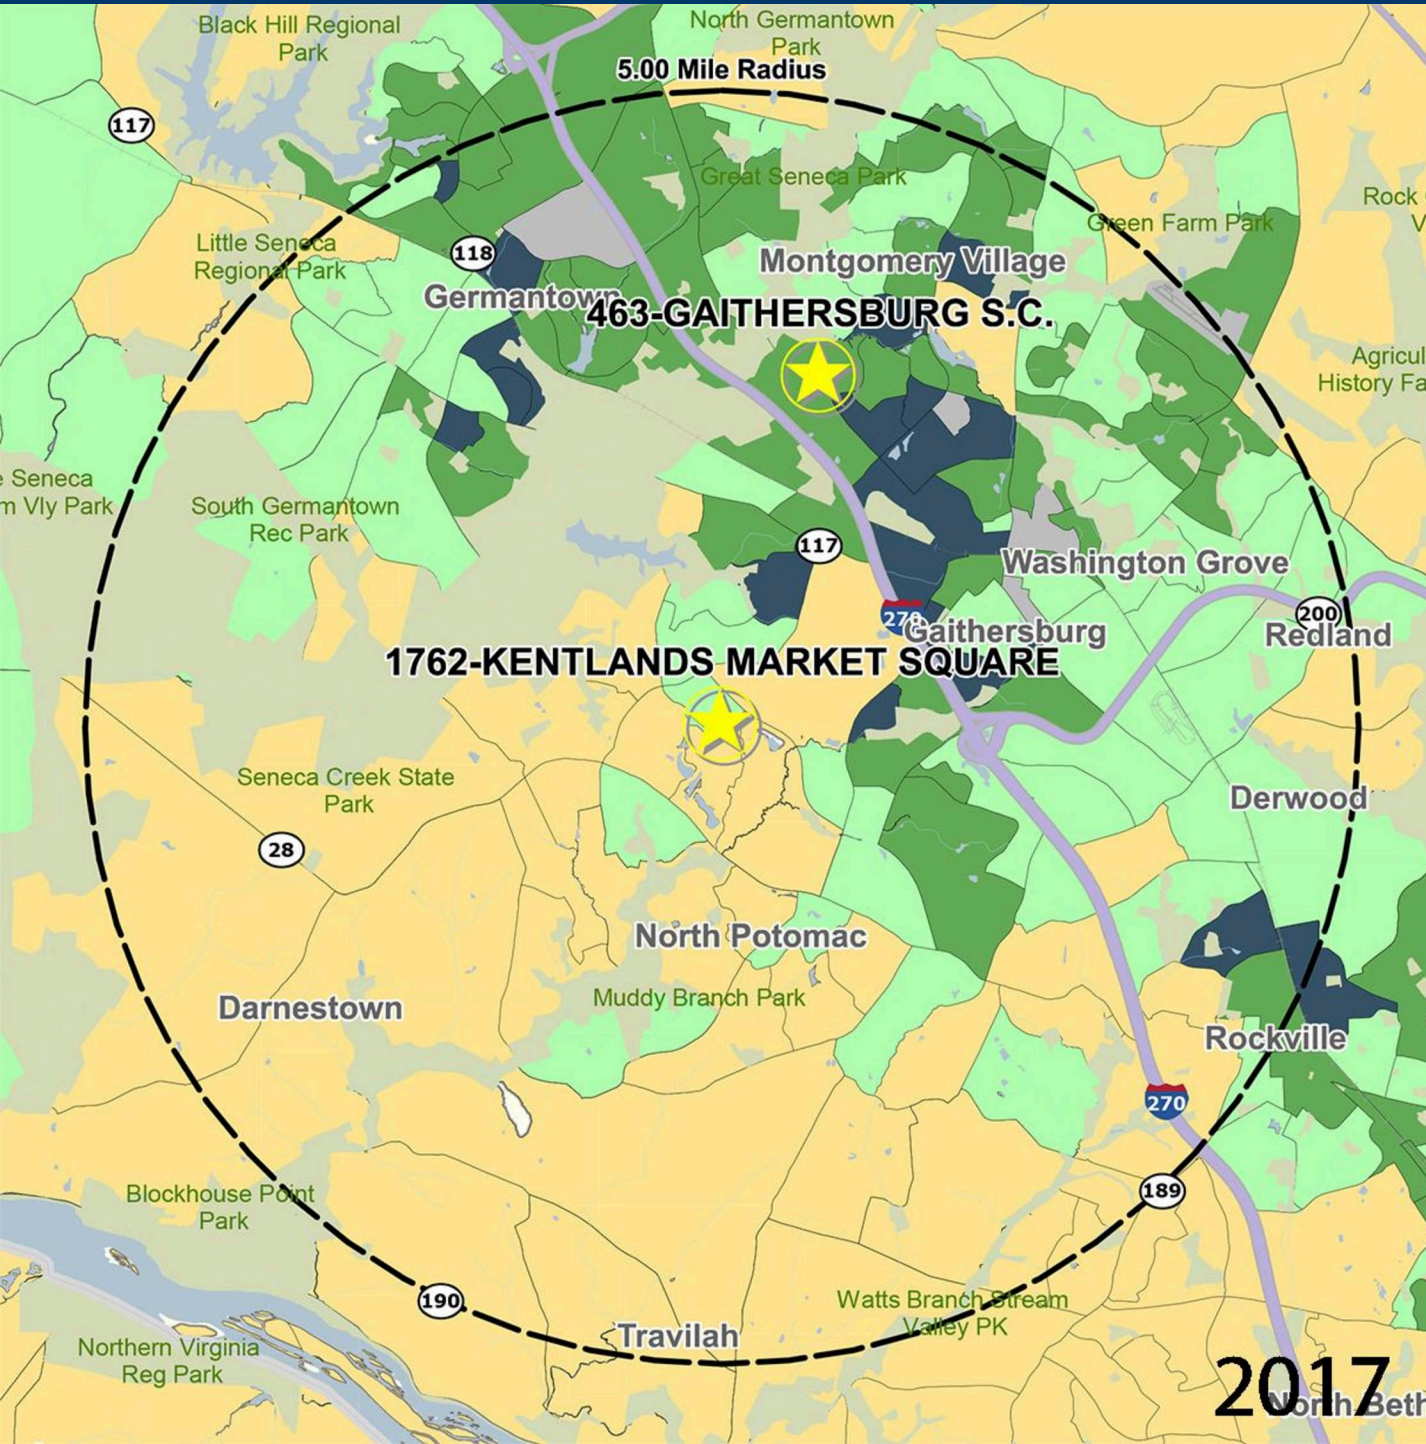 Black Hill Regional
Park
North Germantown
Park
5.00 Mile Radius
117
Great Seneca Park
Rock
V
Green Farm Park
Little Seneca
Regional Park
118
Montgomery Village
Germantown
463-GAITHERSBURG S.C.
Agricul
History Fa
e Seneca
m Vly Park
South Germantown
Rec Park
117
Washington Grove
270
200
Gaithersburg
Redland
1762-KENTLANDS MARKET SQUARE
Seneca Creek State
Park
Derwood
28
North Potomac
Muddy Branch Park
Darnestown
Rockville
270
189
Blockhouse Point
Park
190
Watts Branch Stream
Valley PK
Travilah
Northern Virginia
Reg Park
2017
North Beth